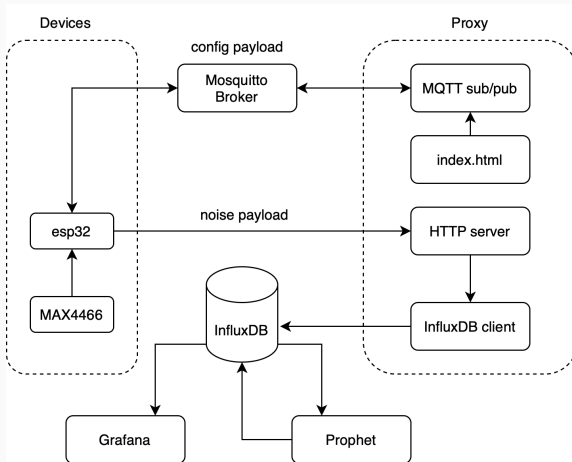 Devices
Proxy
config payload
Mosquitto
Broker
MQTT sub/pub
index.html
noise payload
esp32
HTTP server
MAX4466
InfluxDB
InfluxDB client
Grafana
Prophet